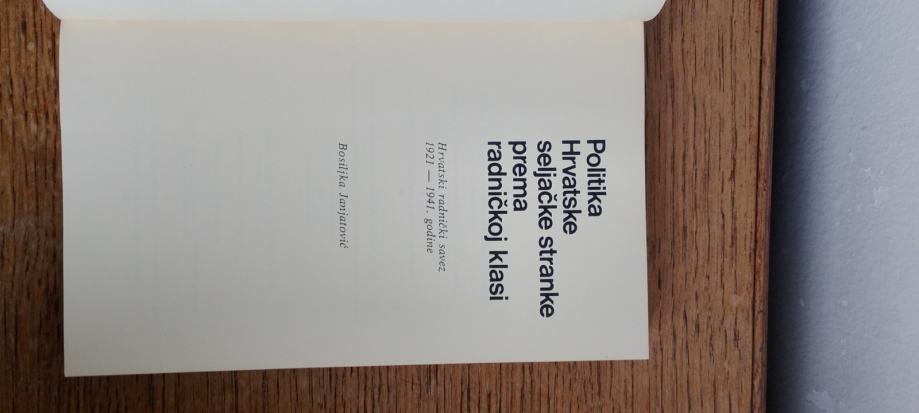 Politika
Hrvatske
seljačke stranke
prema
radničkoj klasi
Hrvatski radnički savez
1921 — 1941. godine
Bosiljka Janjatović